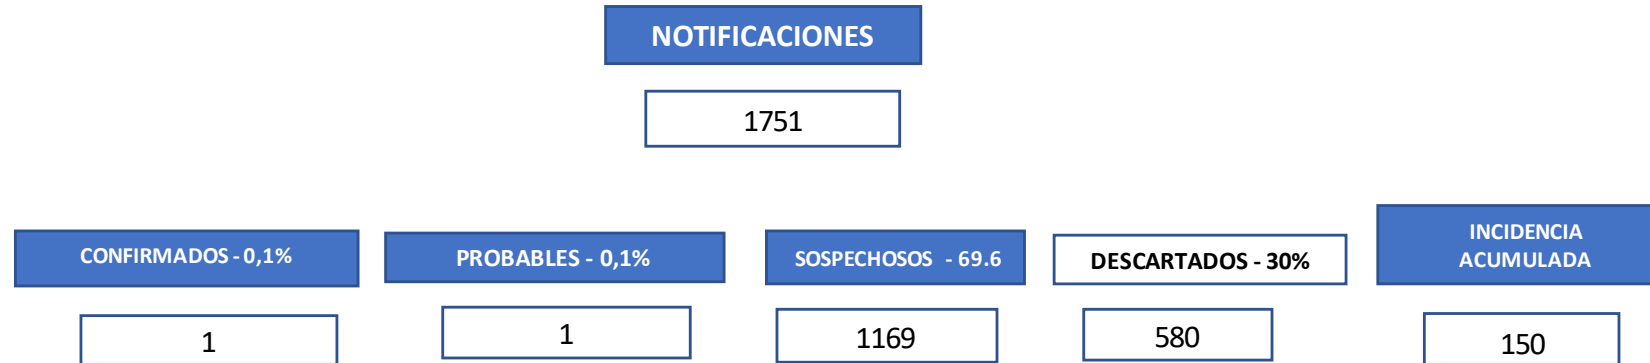 NOTIFICACIONES
1751
CONFIRMADOS - 0,1%
1
PROBABLES - 0,1%
1
SOSPECHOSOS - 69.6
1169
DESCARTADOS - 30%
580
INCIDENCIA
ACUMULADA
150